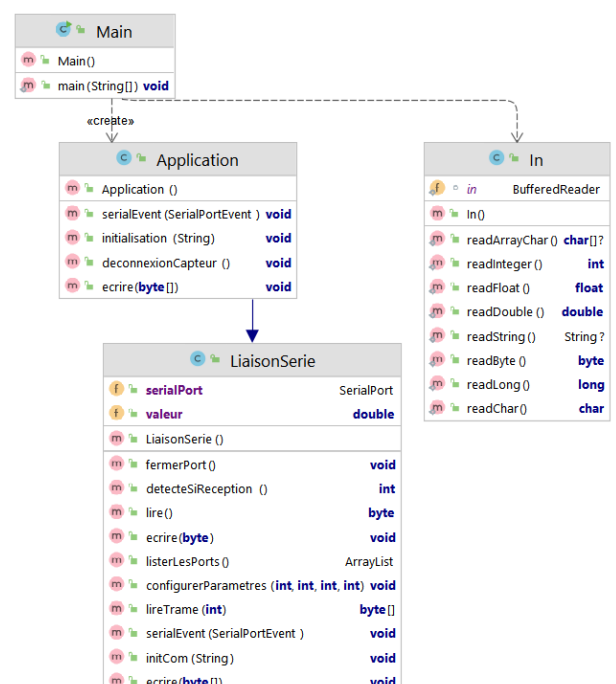 Main
m Main()
m main(String[]) void
«create»
Application
m Application ()
m serialEvent(SerialPortEvent ) void
m initialisation (String) void
m deconnexionCapteur () void
m ecrire(byte[]) void
In
f in BufferedReader
m In()
m readArrayChar() char[]?
m readInteger() int
m readFloat() float
m readDouble() double
m readString() String?
m readByte() byte
m readLong() long
m readChar() char
LiaisonSerie
f serialPort SerialPort
f valeur double
m LiaisonSerie ()
m fermerPort() void
m detecteSiReception () int
m lire() byte
m ecrire(byte) void
m listerLesPorts() ArrayList
m configurerParametres (int, int, int, int) void
m lireTrame(int) byte[]
m serialEvent(SerialPortEvent ) void
m initCom(String) void
m ecrire(byte[]) void